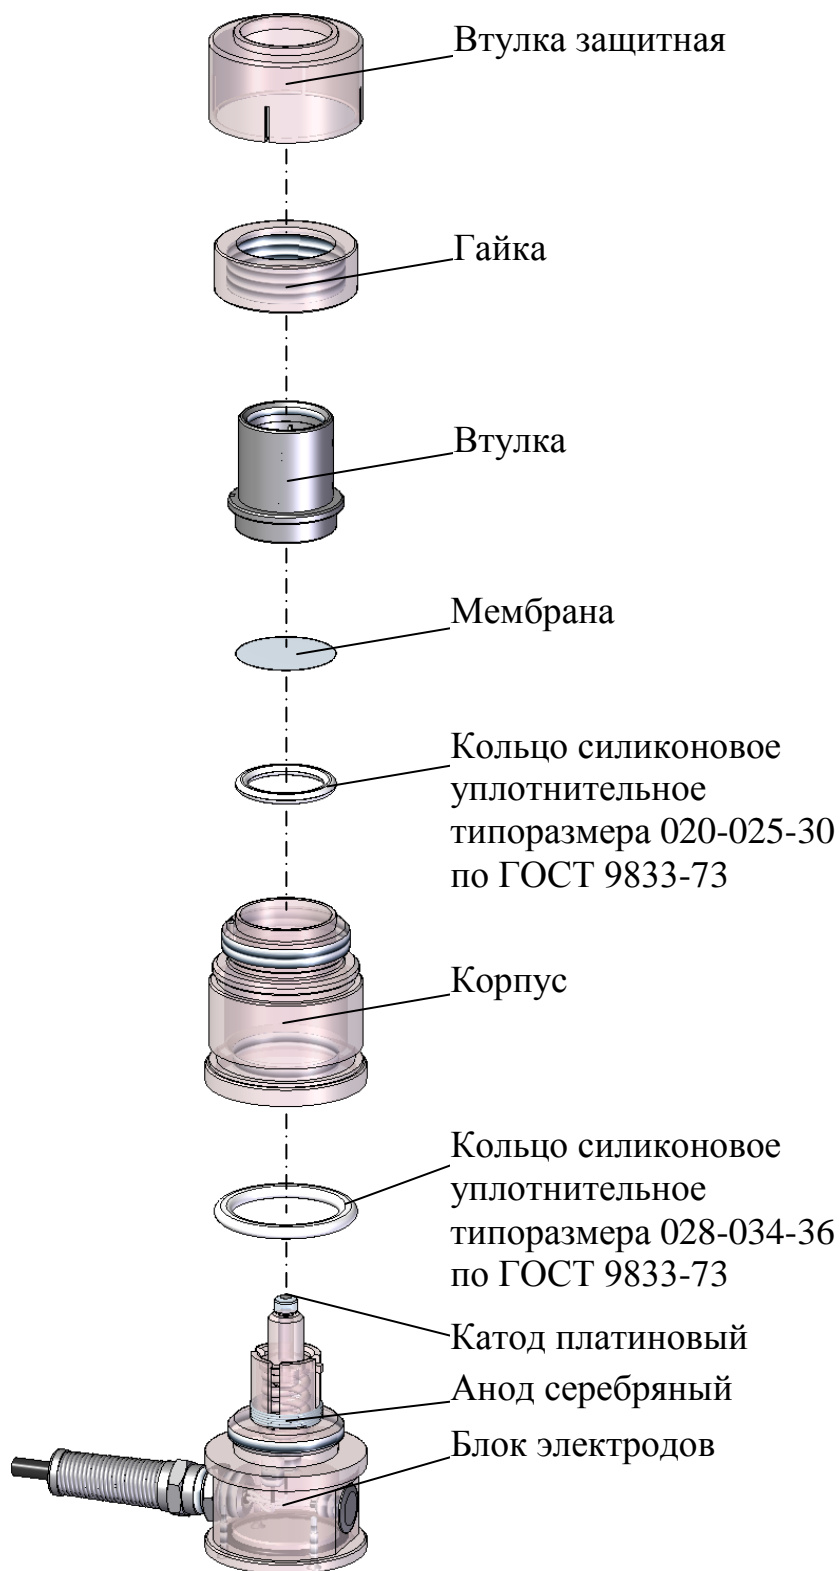 Втулка защитная
Гайка
Втулка
Мембрана
Кольцо силиконовое
уплотнительное
типоразмера 020-025-30
по ГОСТ 9833-73
Корпус
Кольцо силиконовое
уплотнительное
типоразмера 028-034-36
по ГОСТ 9833-73
Катод платиновый
Анод серебряный
Блок электродов